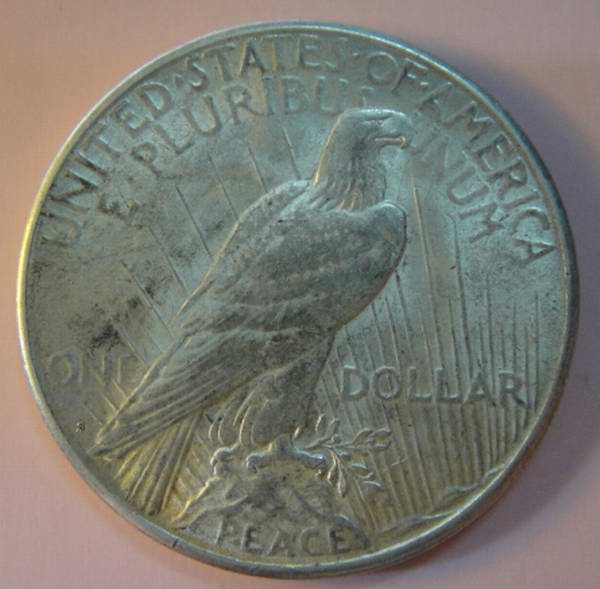 UNITED·STATES·OF·AMERICA
E·PLURIBUS UNUM
ONE DOLLAR
PEACE